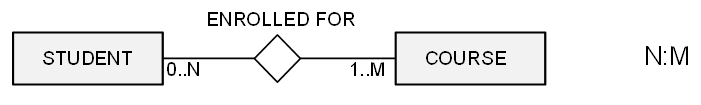 ENROLLED FOR
STUDENT
0..N
1..M
COURSE
N:M